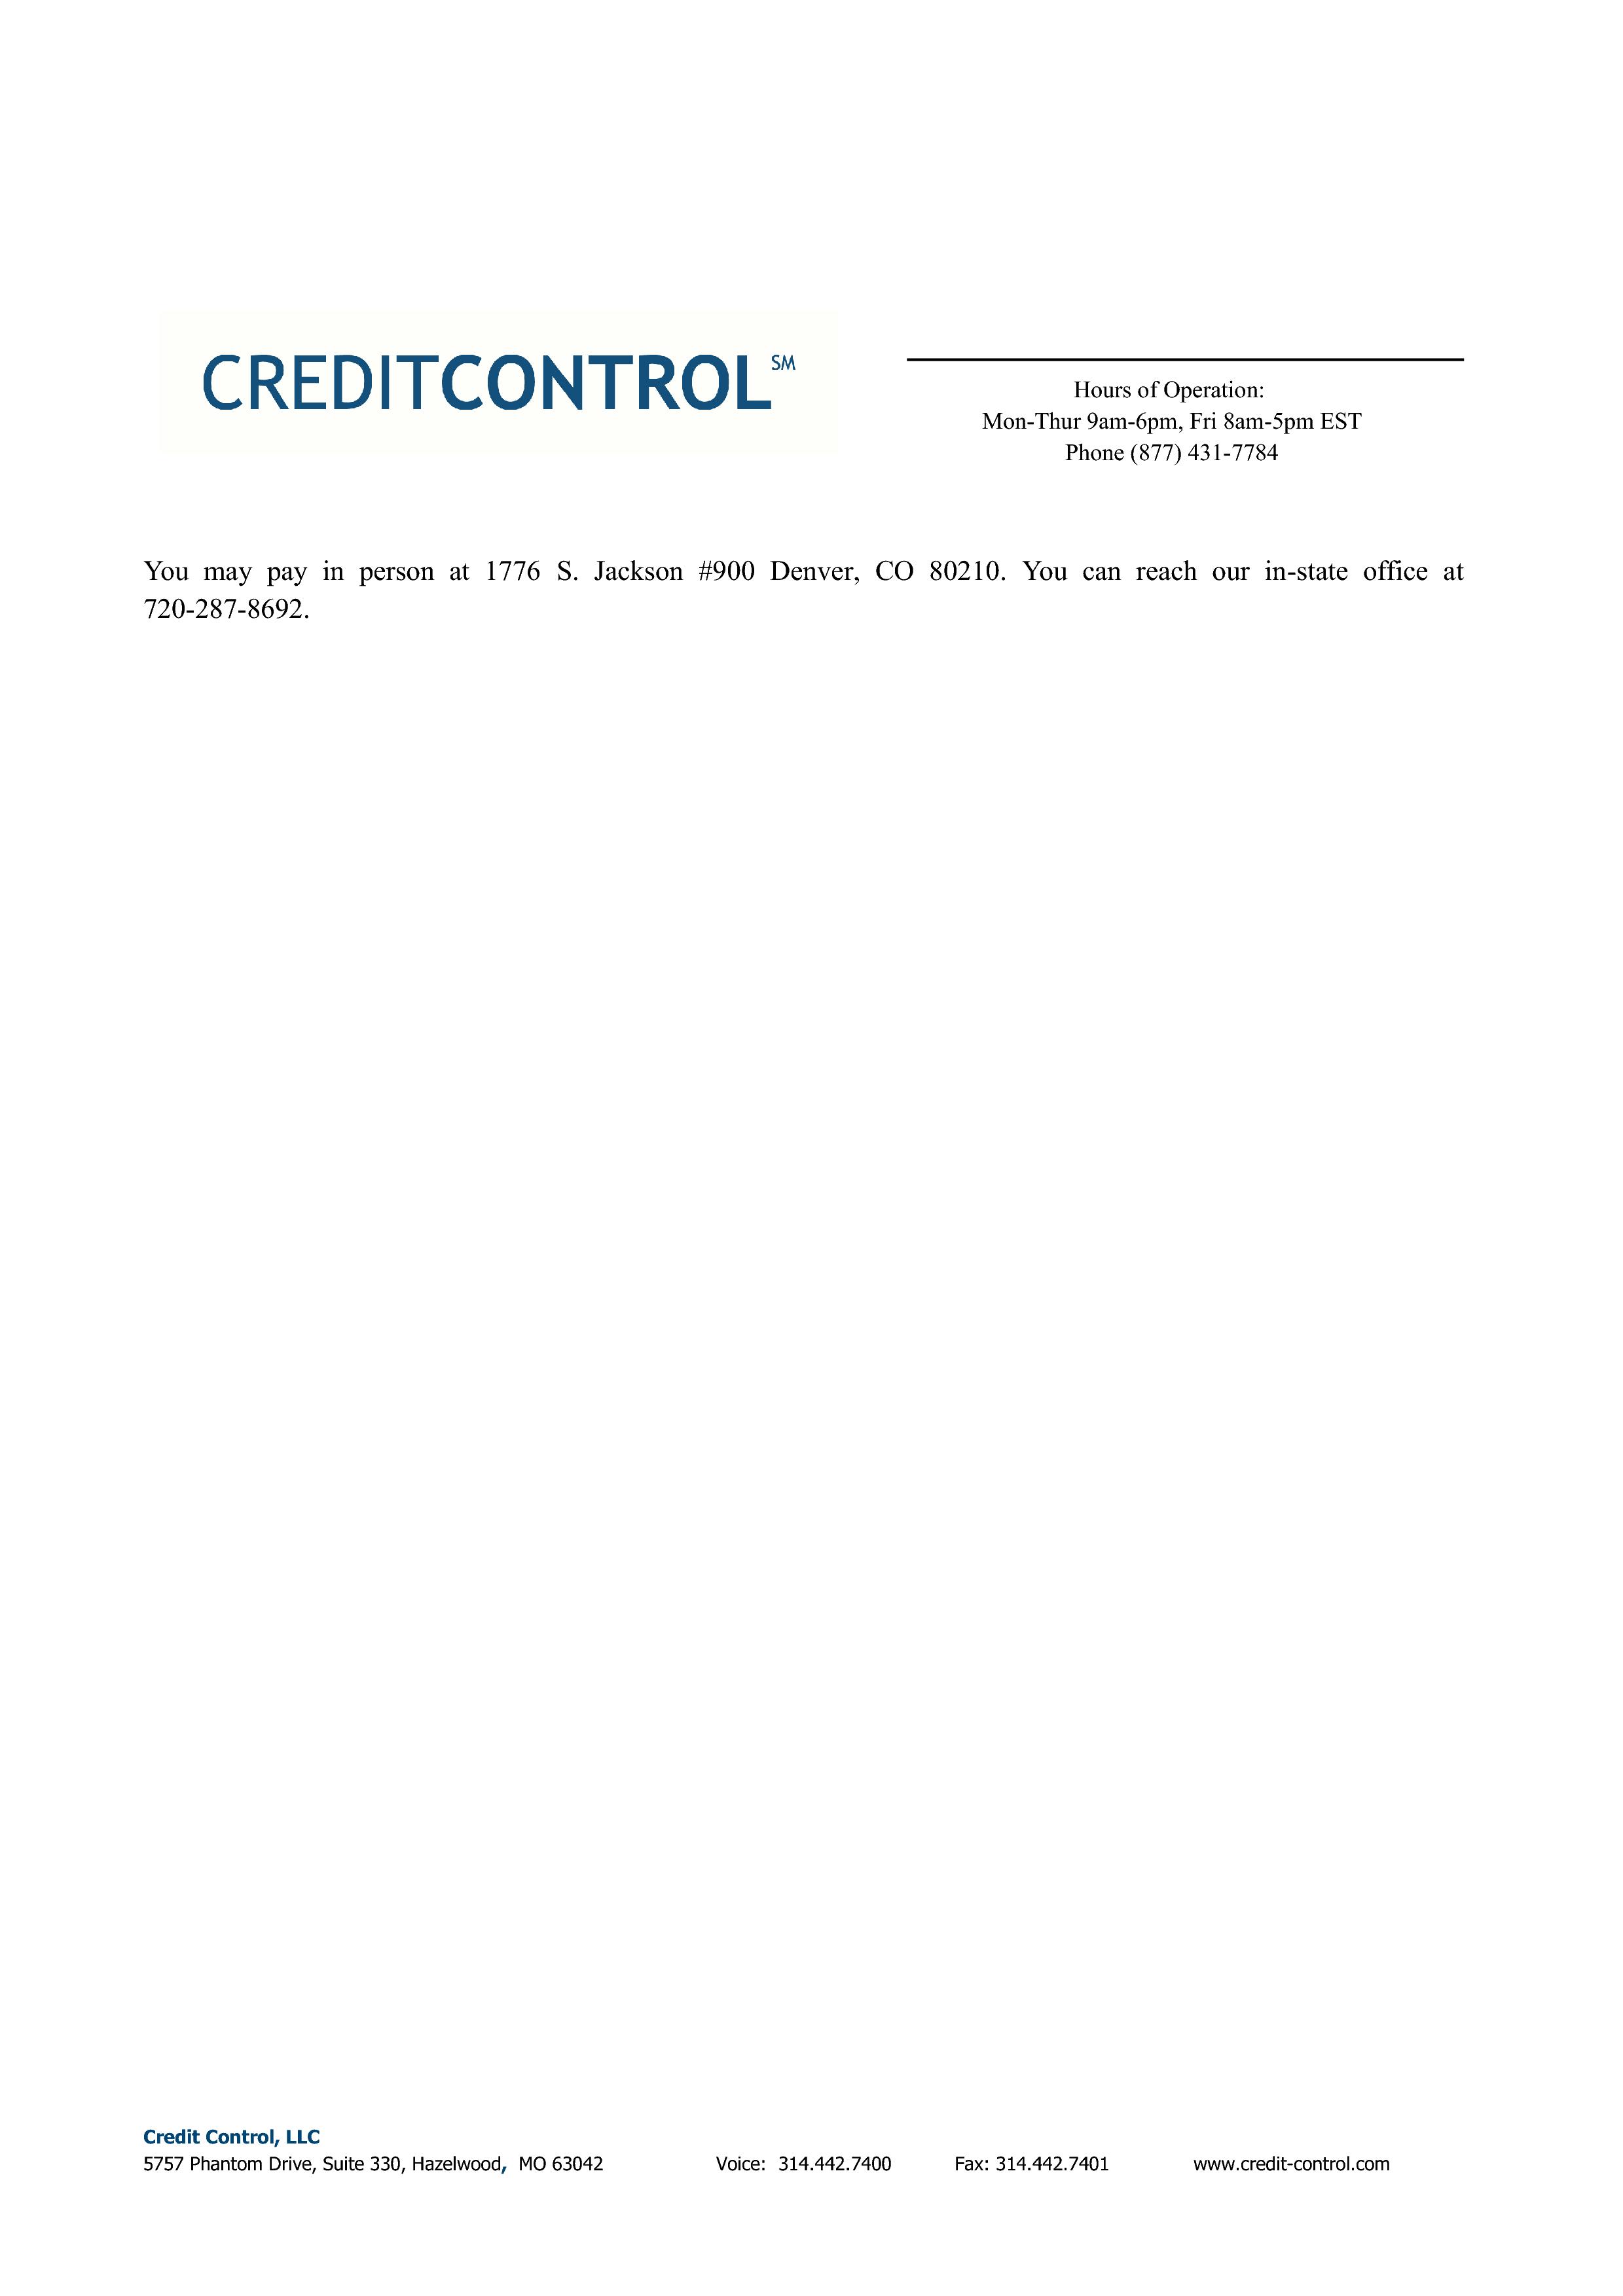 CREDITCONTROL SM
Hours of Operation:
Mon-Thur 9am-6pm, Fri 8am-5pm EST
Phone (877) 431-7784
You may pay in person at 1776 S. Jackson #900 Denver, CO 80210. You can reach our in-state office at
720-287-8692.
Credit Control, LLC
5757 Phantom Drive, Suite 330, Hazelwood, MO 63042 Voice: 314.442.7400 Fax: 314.442.7401 www.credit-control.com